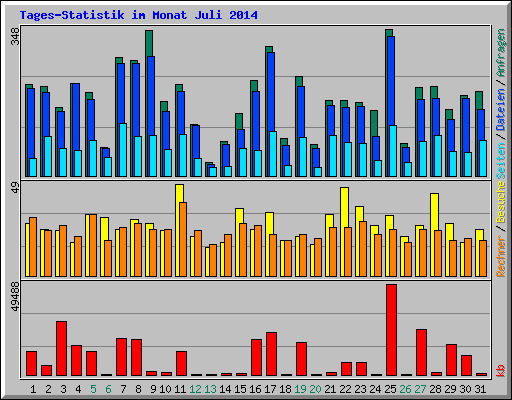 Tages-Statistik im Monat Juli 2014
348
49
49488
Rechner / Besuche Seiten / Dateien / Anfragen
kb
1 2 3 4 5 6 7 8 9 10 11 12 13 14 15 16 17 18 19 20 21 22 23 24 25 26 27 28 29 30 31